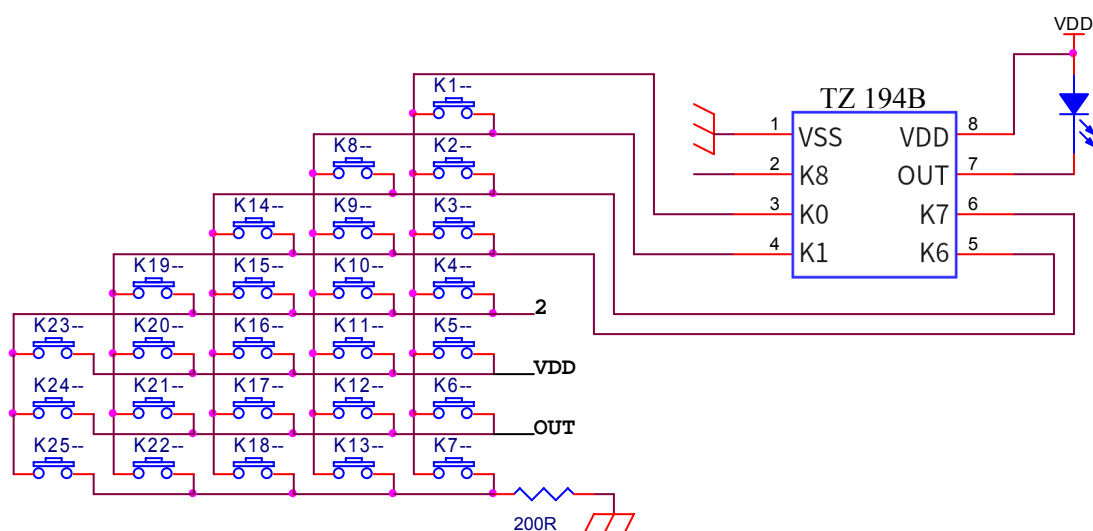 VDD
K1--
TZ 194B
1 VSS VDD 8
K8-- K2--
2 K8 OUT 7
K14-- K9-- K3--
3 K0 K7 6
4 K1 K6 5
K19-- K15-- K10-- K4--
2
K23-- K20-- K16-- K11-- K5--
VDD
K24-- K21-- K17-- K12-- K6--
OUT
K25-- K22-- K18-- K13-- K7--
200R